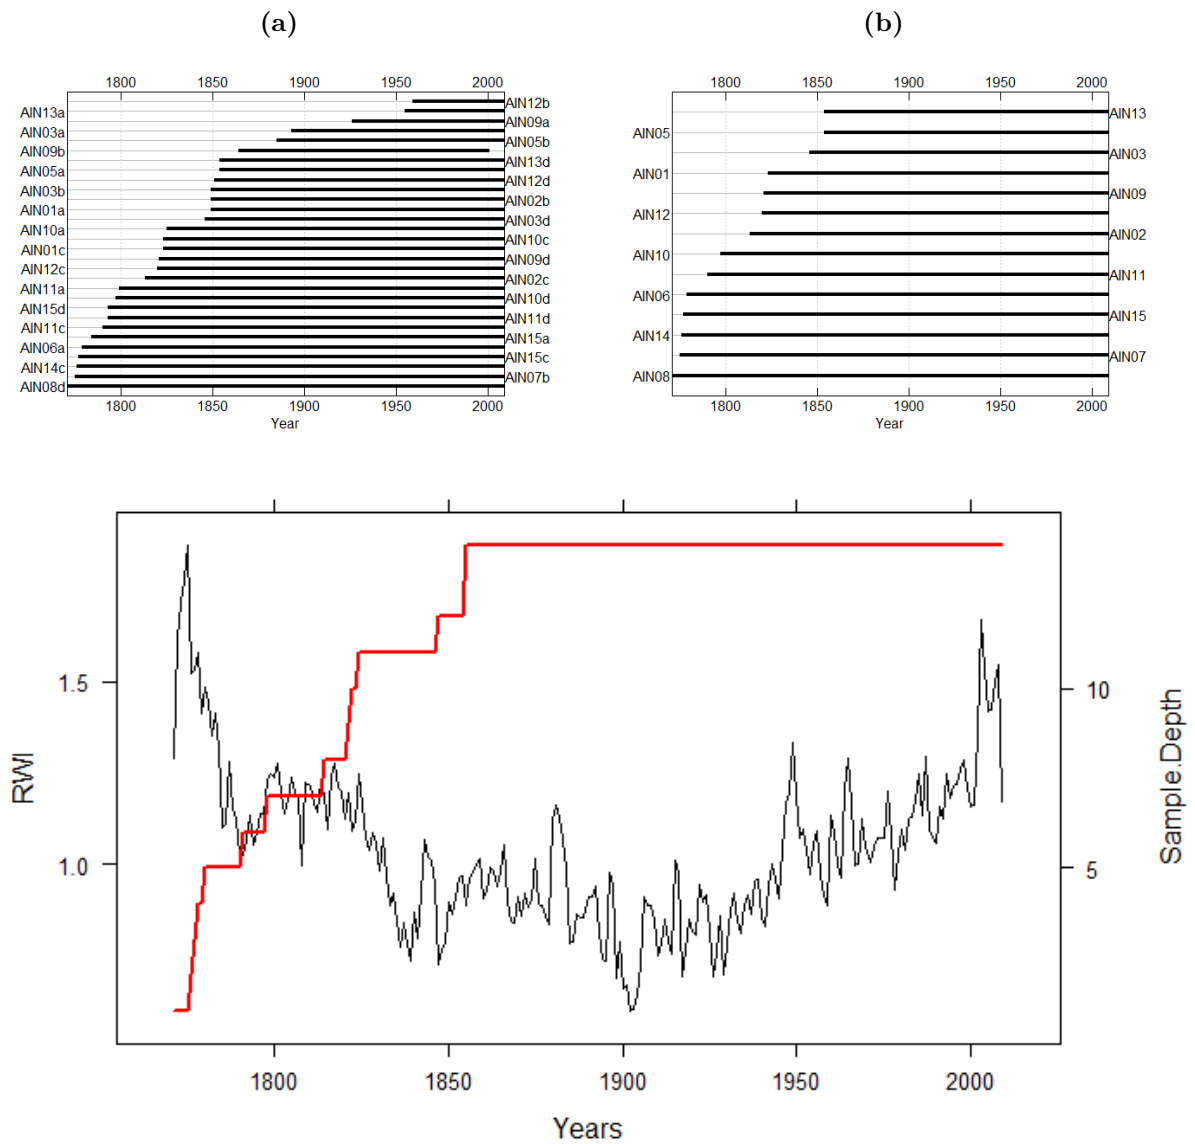 (a)
(b)
1800 1850 1900 1950 2000
AIN12b
AIN13a
AIN09a
AIN03a
AIN05b
AIN09b
AIN13d
AIN05a
AIN12d
AIN03b
AIN02b
AIN01a
AIN03d
AIN10a
AIN10c
AIN01c
AIN09d
AIN12c
AIN02c
AIN11a
AIN10d
AIN15d
AIN11d
AIN11c
AIN15a
AIN06a
AIN15c
AIN14c
AIN07b
AIN08d
1800 1850 1900 1950 2000
Year
1800 1850 1900 1950 2000
AIN13
AIN05
AIN03
AIN01
AIN09
AIN12
AIN02
AIN10
AIN11
AIN06
AIN15
AIN14
AIN07
AIN08
1800 1850 1900 1950 2000
Year
1.5
1.0
RWI
10
5
Sample.Depth
1800 1850 1900 1950 2000
Years